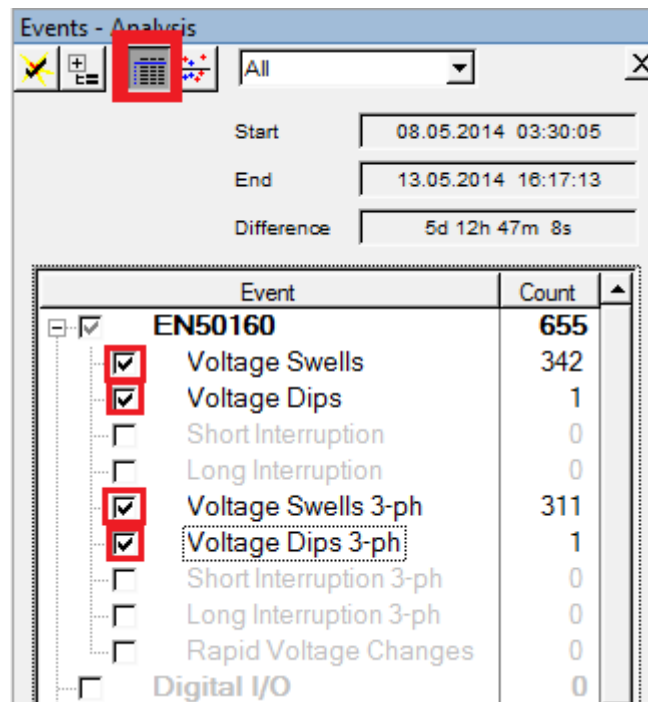 Events - Analysis
All
Start 08.05.2014 03:30:05
End 13.05.2014 16:17:13
Difference 5d 12h 47m 8s
Event Count
EN50160 655
Voltage Swells 342
Voltage Dips 1
Short Interruption 0
Long Interruption 0
Voltage Swells 3-ph 311
Voltage Dips 3-ph 1
Short Interruption 3-ph 0
Long Interruption 3-ph 0
Rapid Voltage Changes 0
Digital I/O 0